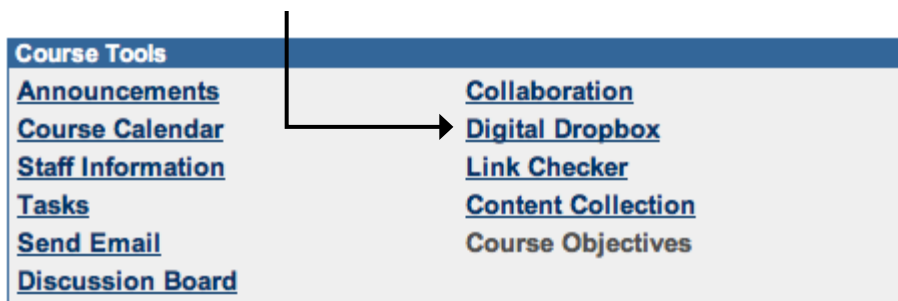 Course Tools
Announcements
Course Calendar
Staff Information
Tasks
Send Email
Discussion Board
Collaboration
Digital Dropbox
Link Checker
Content Collection
Course Objectives